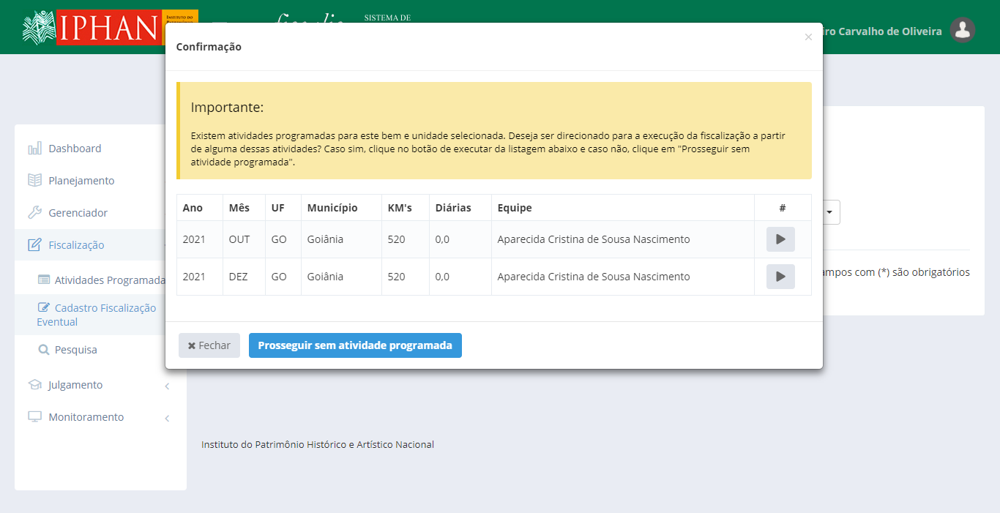 IPHAN
SISTEMA DE
iro Carvalho de Oliveira
Confirmação
×
Importante:
Existem atividades programadas para este bem e unidade selecionada. Deseja ser direcionado para a execução da fiscalização a partir
de alguma dessas atividades? Caso sim, clique no botão de executar da listagem abaixo e caso não, clique em "Prosseguir sem
atividade programada".
Ano Mês UF Município KM's Diárias Equipe #
2021 OUT GO Goiânia 520 0,0 Aparecida Cristina de Sousa Nascimento
2021 DEZ GO Goiânia 520 0,0 Aparecida Cristina de Sousa Nascimento
Fechar
Prosseguir sem atividade programada
Dashboard
Planejamento
Gerenciador
Fiscalização
Atividades Programada
Cadastro Fiscalização
Eventual
Pesquisa
Julgamento
Monitoramento
ampos com (*) são obrigatórios
Instituto do Patrimônio Histórico e Artístico Nacional